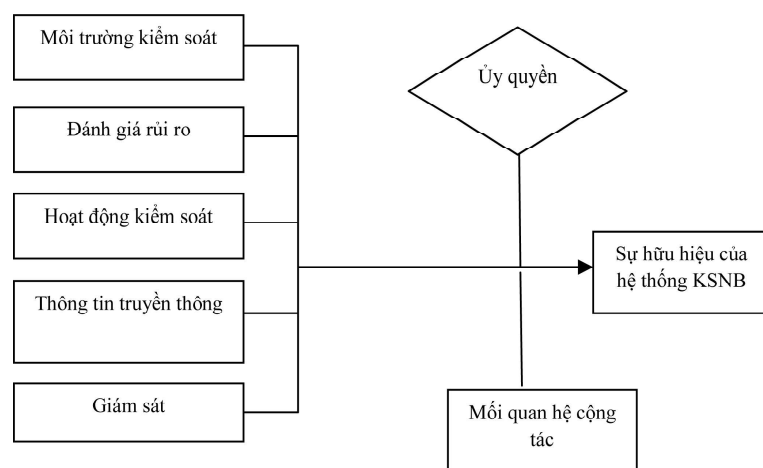 Môi trường kiểm soát
Đánh giá rủi ro
Hoạt động kiểm soát
Thông tin truyền thông
Giám sát
Ủy quyền
Sự hữu hiệu của
hệ thống KSNB
Mối quan hệ cộng
tác